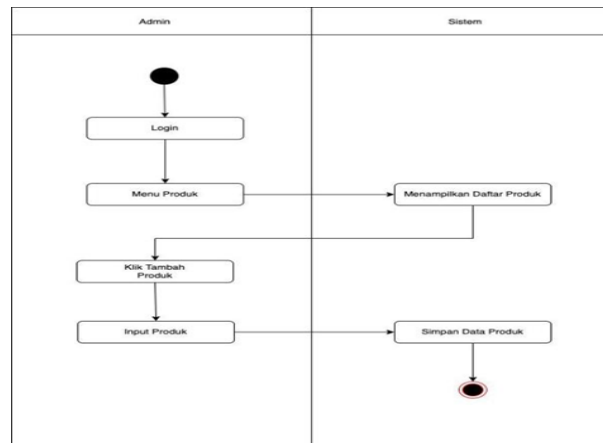 Admin
Sistem
Login
Menu Produk
Menampilkan Daftar Produk
Klik Tambah
Produk
Input Produk
Simpan Data Produk